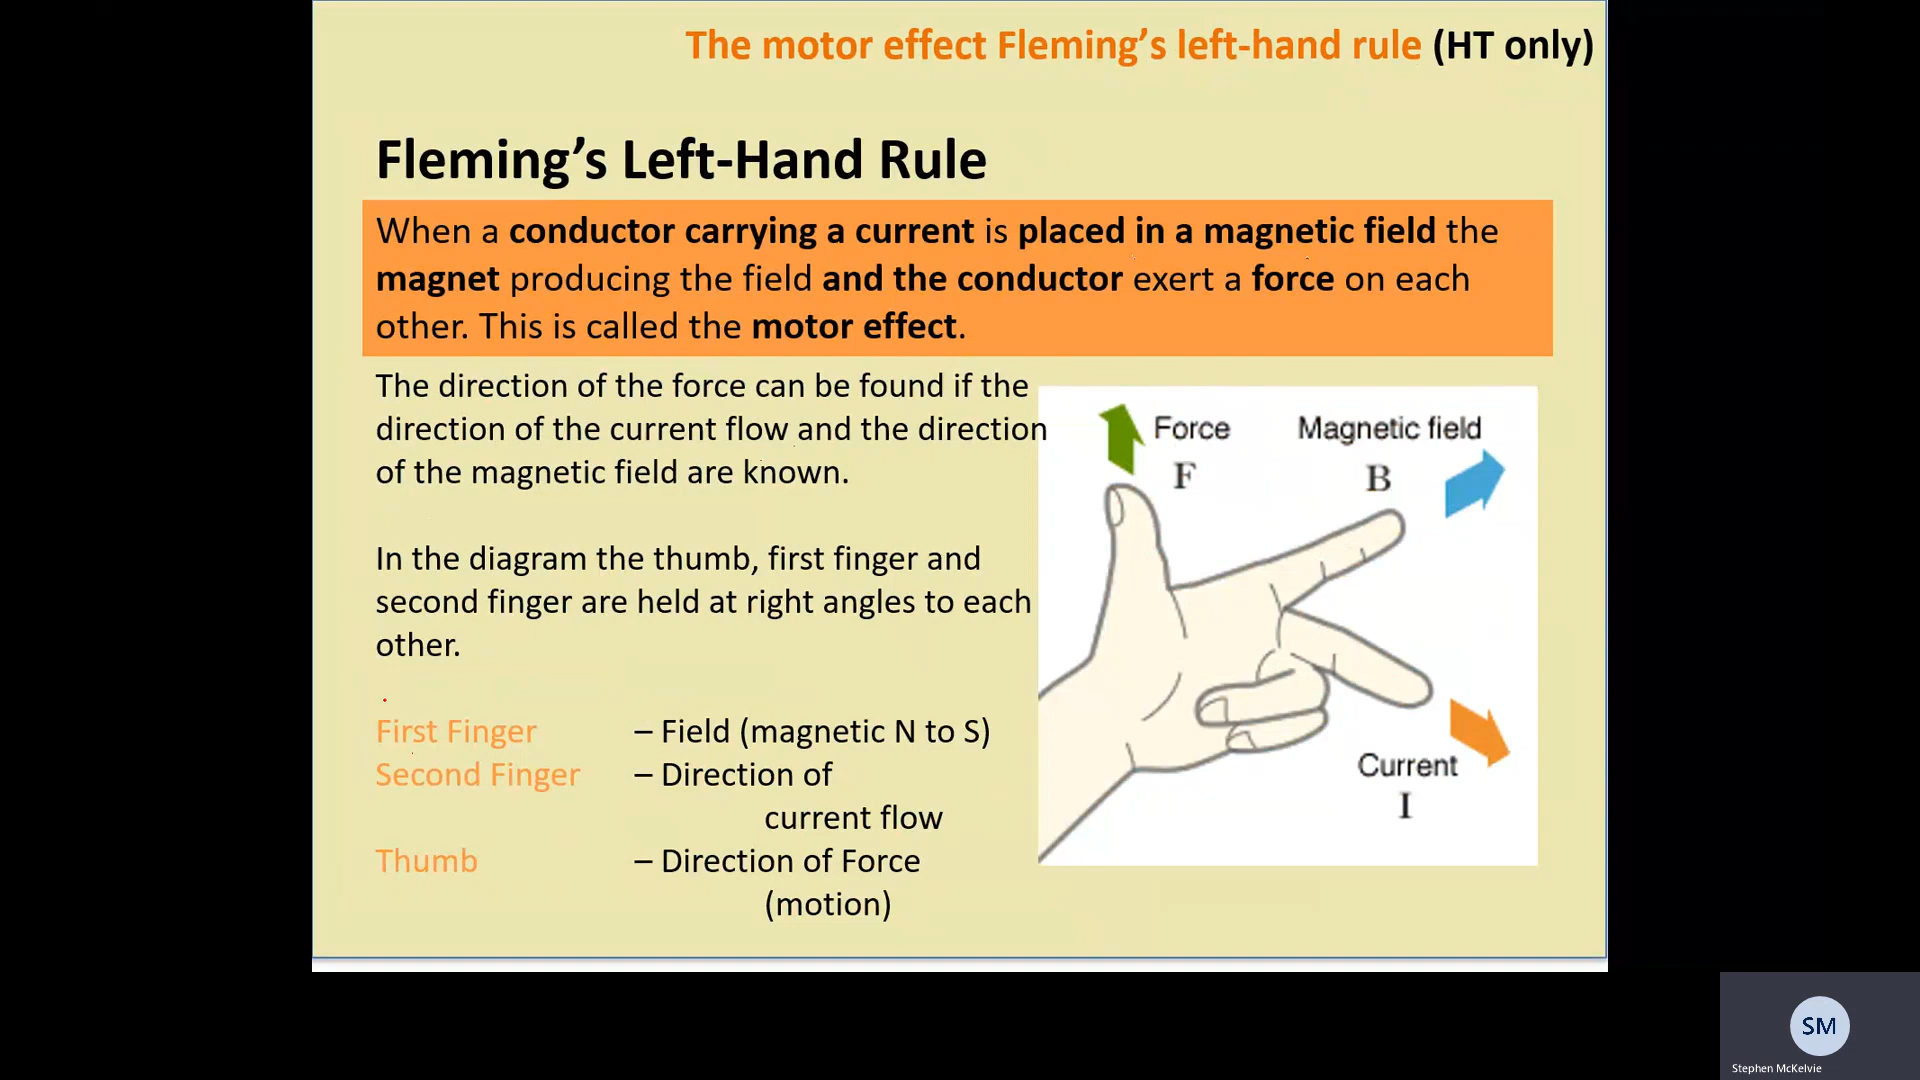 The motor effect Fleming’s left-hand rule (HT only)
Fleming’s Left-Hand Rule
When a conductor carrying a current is placed in a magnetic field the
magnet producing the field and the conductor exert a force on each
other. This is called the motor effect.
The direction of the force can be found if the
direction of the current flow and the direction
of the magnetic field are known.
In the diagram the thumb, first finger and
second finger are held at right angles to each
other.
First Finger – Field (magnetic N to S)
Second Finger – Direction of
current flow
Thumb – Direction of Force
(motion)
Force Magnetic field
F B
Current
I
SM
Stephen McKelvie